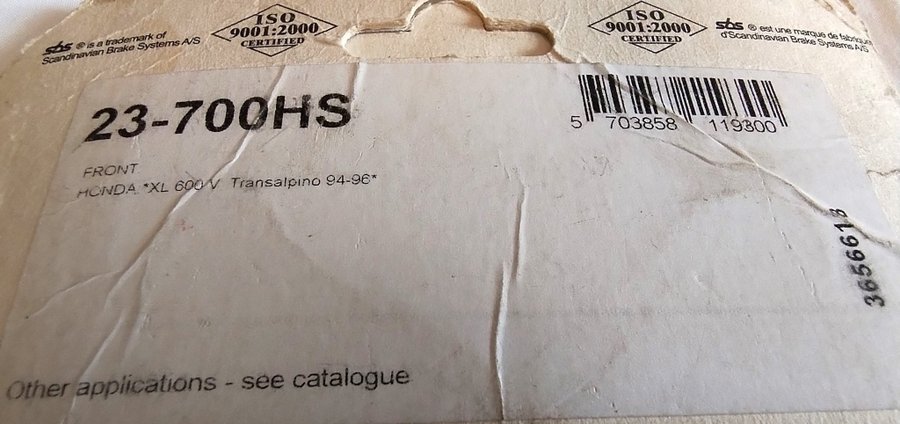 sbs ® is a trademark of
Scandinavian Brake Systems A/S
ISO
9001:2000
CERTIFIED
ISO
9001:2000
CERTIFIED
sbs ® est une marque de fabrique
d'Scandinavian Brake Systems A/S
23-700HS
5 703858 119300
FRONT
HONDA *XL 600 V Transalpino 94-96*
3656618
Other applications - see catalogue